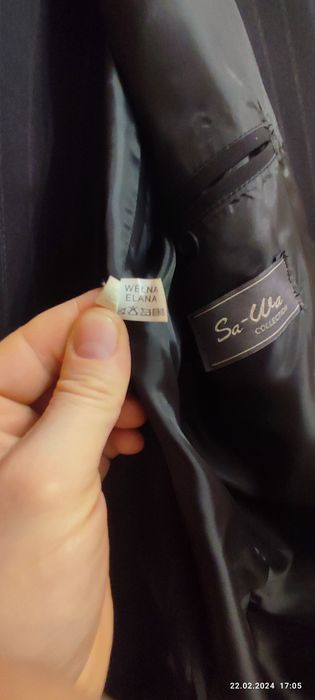 WEŁNA
ELANA
Sa-Wa
COLLECTION
22.02.2024 17:05